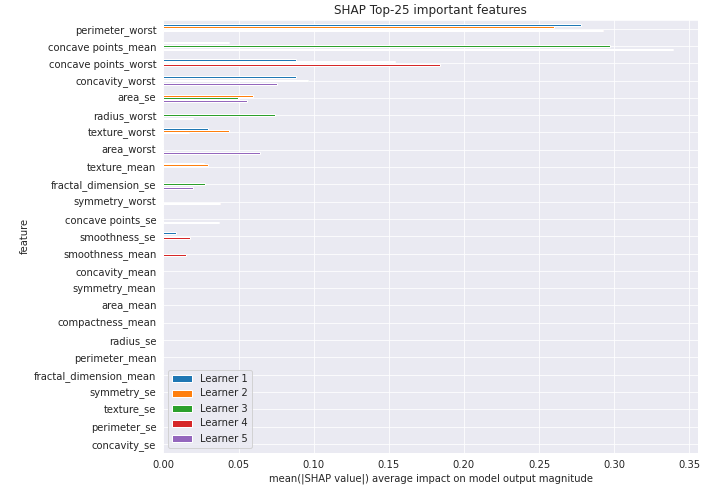 SHAP Top-25 important features
perimeter_worst
concave points_mean
concave points_worst
concavity_worst
area_se
radius_worst
texture_worst
area_worst
texture_mean
fractal_dimension_se
symmetry_worst
concave points_se
smoothness_se
smoothness_mean
concavity_mean
symmetry_mean
area_mean
compactness_mean
radius_se
perimeter_mean
fractal_dimension_mean
symmetry_se
texture_se
perimeter_se
concavity_se
feature
Learner 1
Learner 2
Learner 3
Learner 4
Learner 5
0.00 0.05 0.10 0.15 0.20 0.25 0.30 0.35
mean(|SHAP value|) average impact on model output magnitude